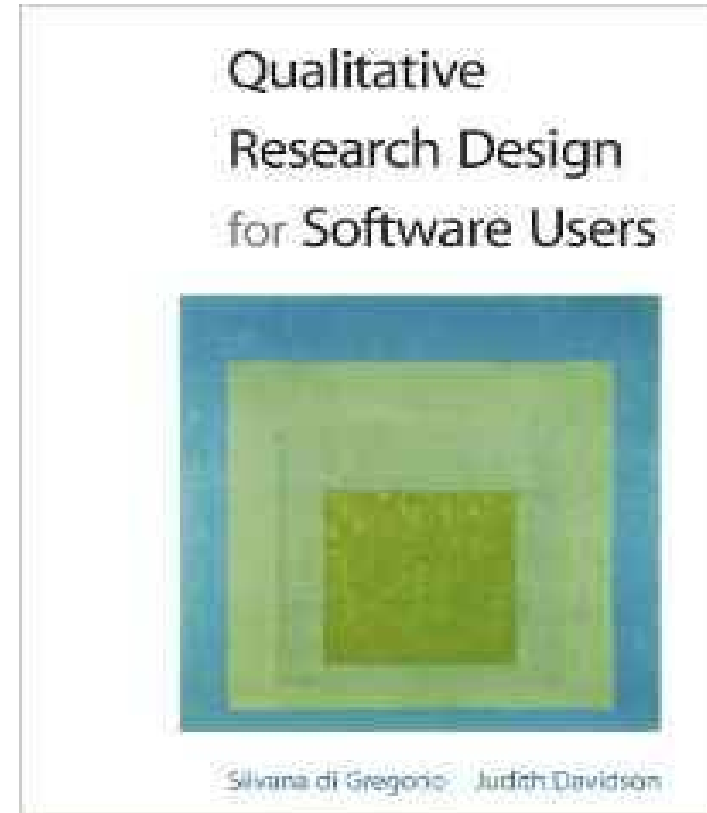 Qualitative
Research Design
for Software Users
Silvana di Gregorio Judith Davidson